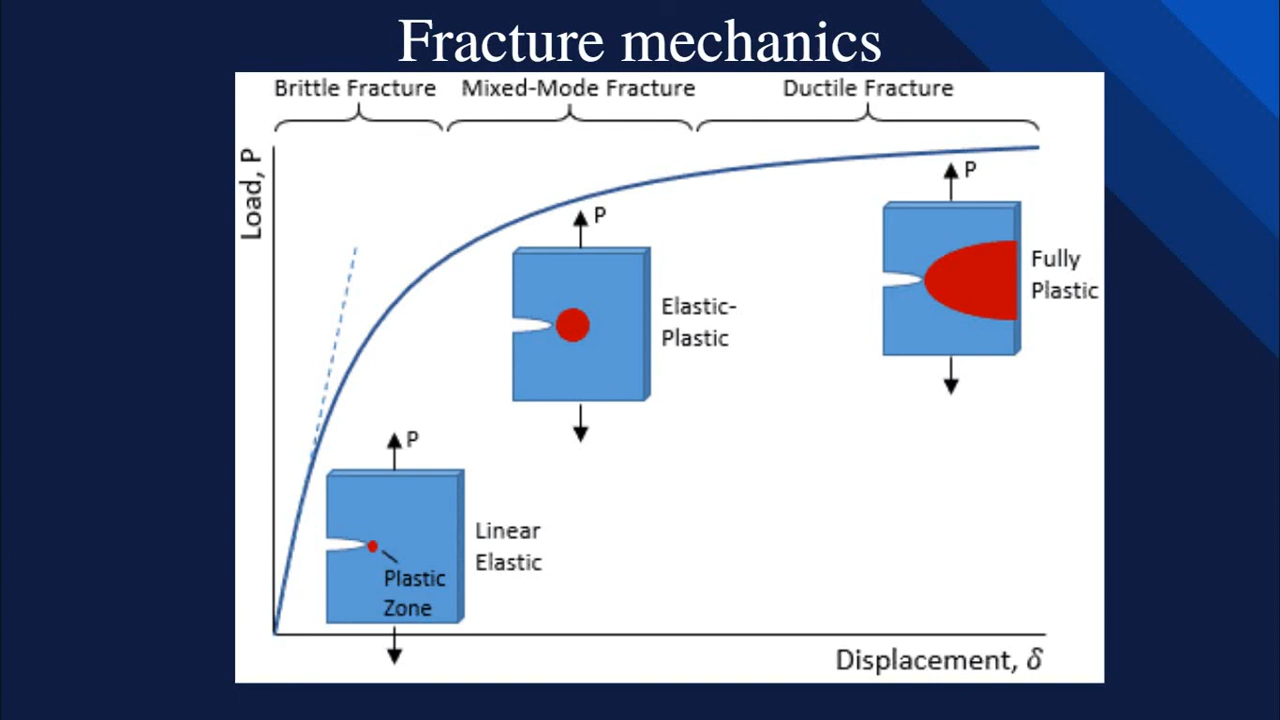 Fracture mechanics
Brittle Fracture
Mixed-Mode Fracture
Ductile Fracture
Load, P
P
Fully
Plastic
P
Elastic-
Plastic
P
Linear
Elastic
Plastic
Zone
Displacement, δ